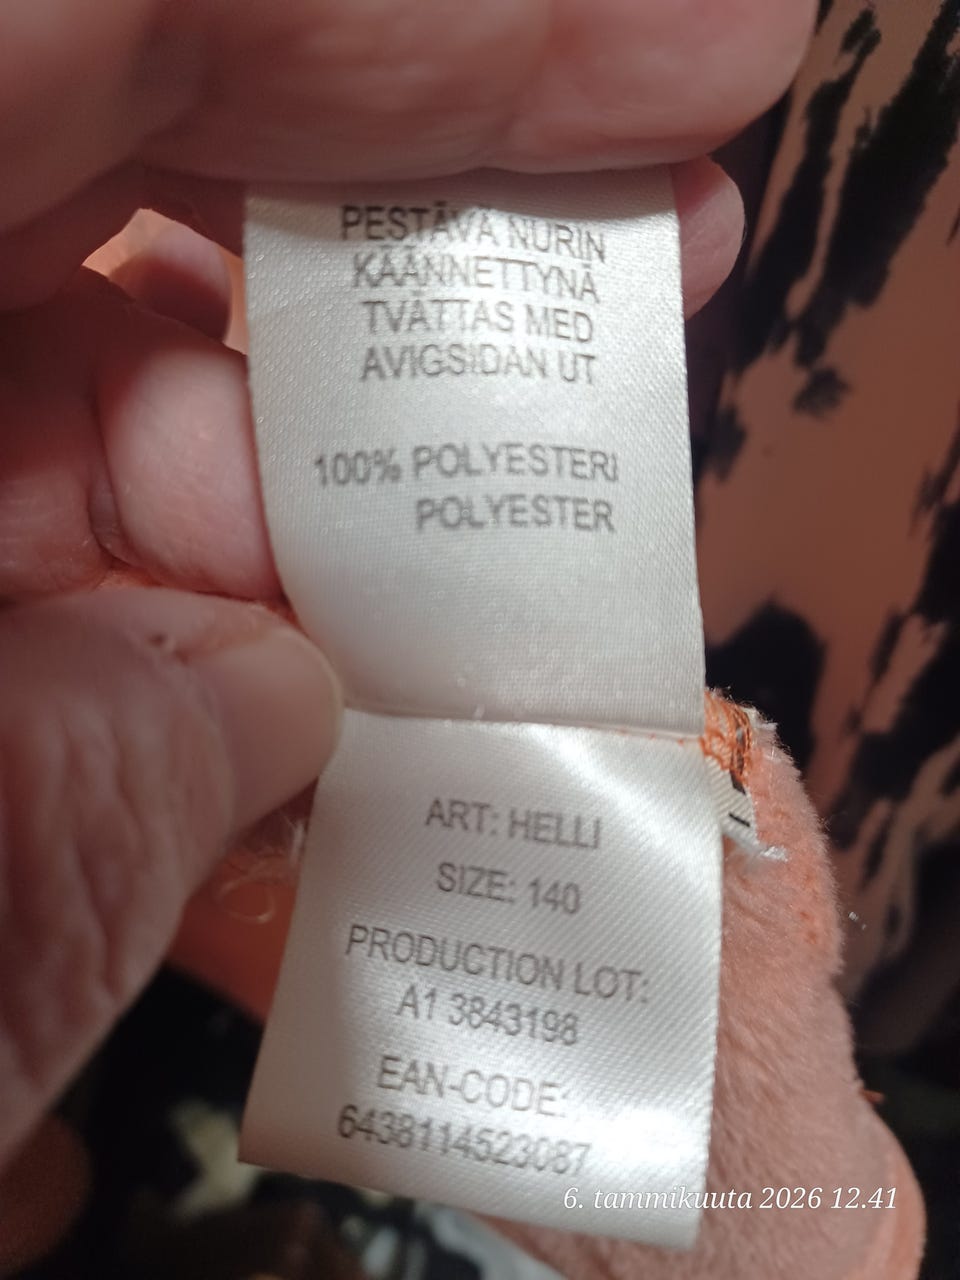 PESTÄVÄ NURIN
KÄÄNNETTYNÄ
TVÄTTAS MED
AVIGSIDAN UT
100% POLYESTERI
POLYESTER
ART: HELLI
SIZE: 140
PRODUCTION LOT:
A1 3843198
EAN-CODE:
6438114523087
6. tammikuuta 2026 12.41